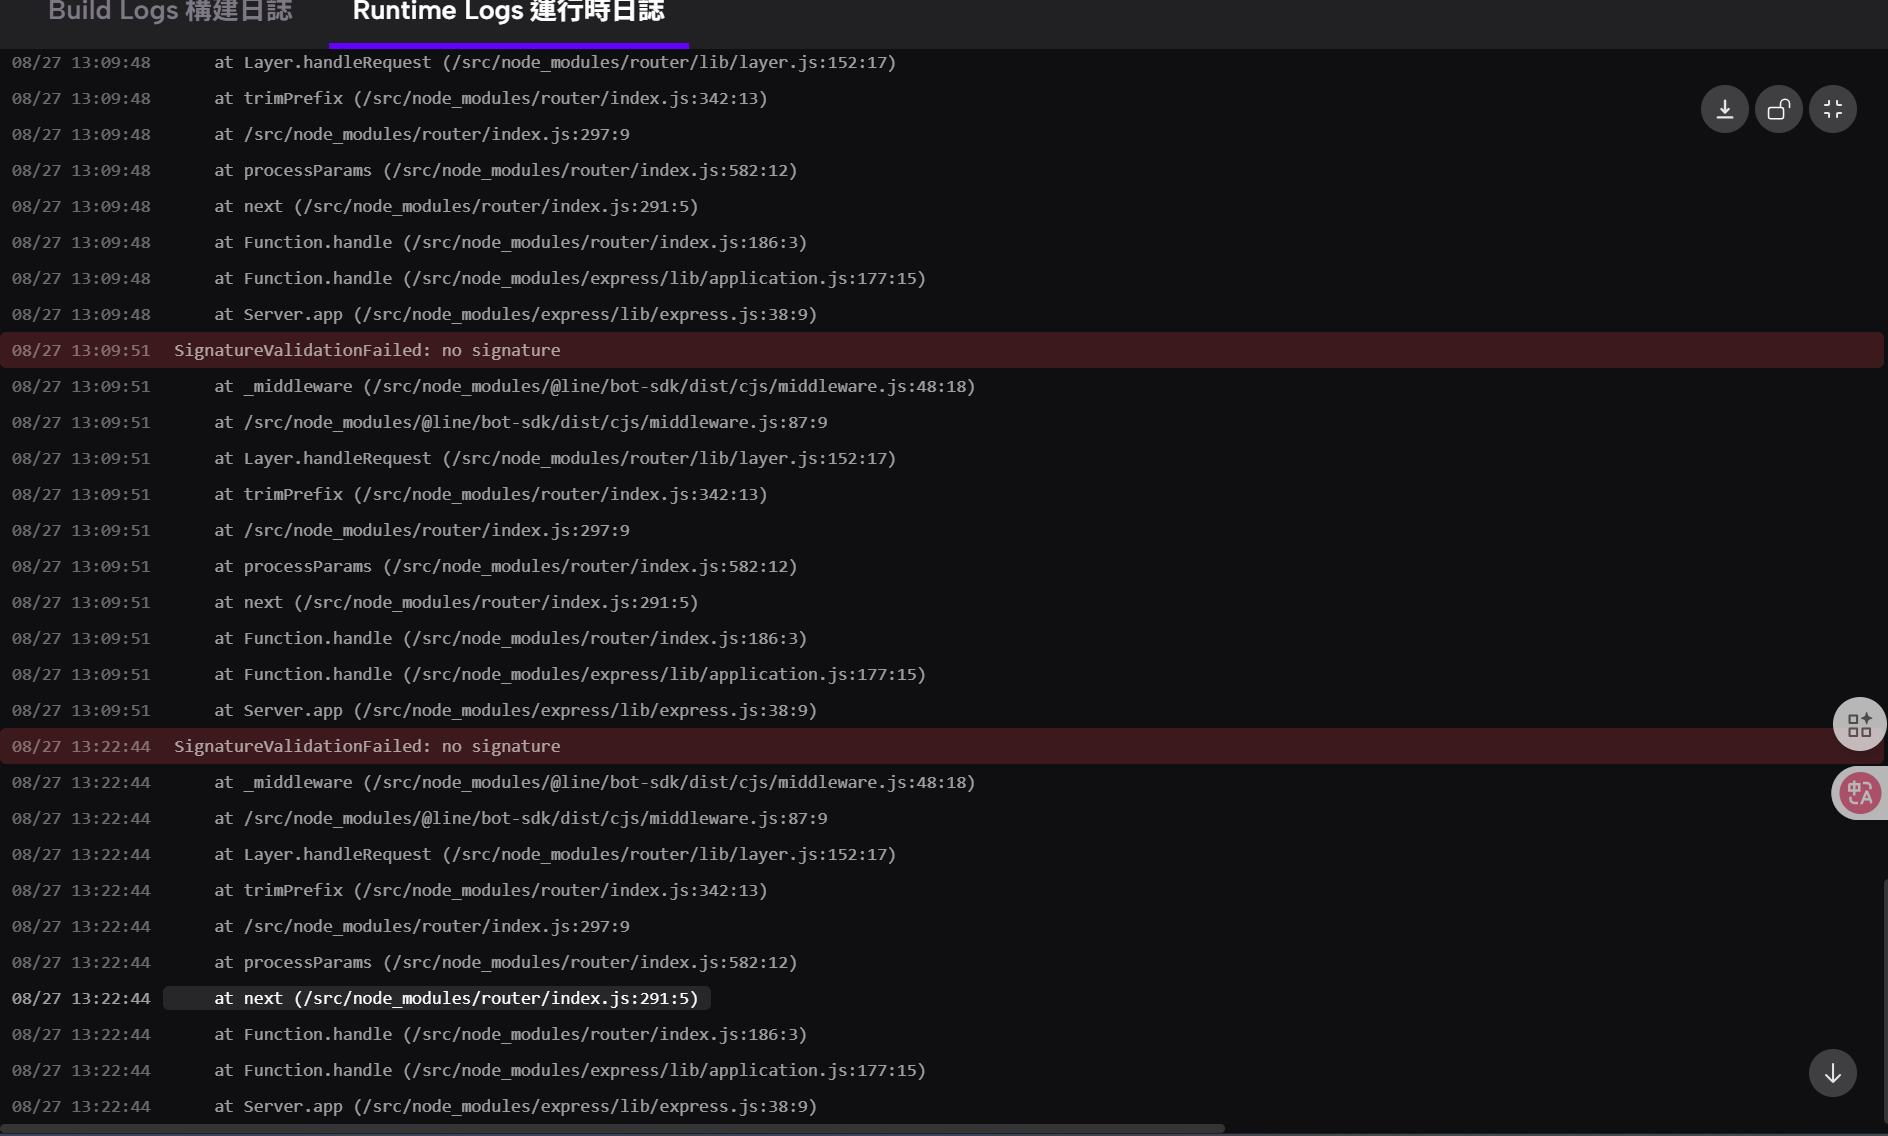 Build Logs 構建日誌
Runtime Logs 運行時日誌
08/27 13:09:48 at Layer.handleRequest (/src/node_modules/router/lib/layer.js:152:17)
08/27 13:09:48 at trimPrefix (/src/node_modules/router/index.js:342:13)
08/27 13:09:48 at /src/node_modules/router/index.js:297:9
08/27 13:09:48 at processParams (/src/node_modules/router/index.js:582:12)
08/27 13:09:48 at next (/src/node_modules/router/index.js:291:5)
08/27 13:09:48 at Function.handle (/src/node_modules/router/index.js:186:3)
08/27 13:09:48 at Function.handle (/src/node_modules/express/lib/application.js:177:15)
08/27 13:09:48 at Server.app (/src/node_modules/express/lib/express.js:38:9)
08/27 13:09:51 SignatureValidationFailed: no signature
08/27 13:09:51 at _middleware (/src/node_modules/@line/bot-sdk/dist/cjs/middleware.js:48:18)
08/27 13:09:51 at /src/node_modules/@line/bot-sdk/dist/cjs/middleware.js:87:9
08/27 13:09:51 at Layer.handleRequest (/src/node_modules/router/lib/layer.js:152:17)
08/27 13:09:51 at trimPrefix (/src/node_modules/router/index.js:342:13)
08/27 13:09:51 at /src/node_modules/router/index.js:297:9
08/27 13:09:51 at processParams (/src/node_modules/router/index.js:582:12)
08/27 13:09:51 at next (/src/node_modules/router/index.js:291:5)
08/27 13:09:51 at Function.handle (/src/node_modules/router/index.js:186:3)
08/27 13:09:51 at Function.handle (/src/node_modules/express/lib/application.js:177:15)
08/27 13:09:51 at Server.app (/src/node_modules/express/lib/express.js:38:9)
08/27 13:22:44 SignatureValidationFailed: no signature
08/27 13:22:44 at _middleware (/src/node_modules/@line/bot-sdk/dist/cjs/middleware.js:48:18)
08/27 13:22:44 at /src/node_modules/@line/bot-sdk/dist/cjs/middleware.js:87:9
08/27 13:22:44 at Layer.handleRequest (/src/node_modules/router/lib/layer.js:152:17)
08/27 13:22:44 at trimPrefix (/src/node_modules/router/index.js:342:13)
08/27 13:22:44 at /src/node_modules/router/index.js:297:9
08/27 13:22:44 at processParams (/src/node_modules/router/index.js:582:12)
08/27 13:22:44 at next (/src/node_modules/router/index.js:291:5)
08/27 13:22:44 at Function.handle (/src/node_modules/router/index.js:186:3)
08/27 13:22:44 at Function.handle (/src/node_modules/express/lib/application.js:177:15)
08/27 13:22:44 at Server.app (/src/node_modules/express/lib/express.js:38:9)
中A